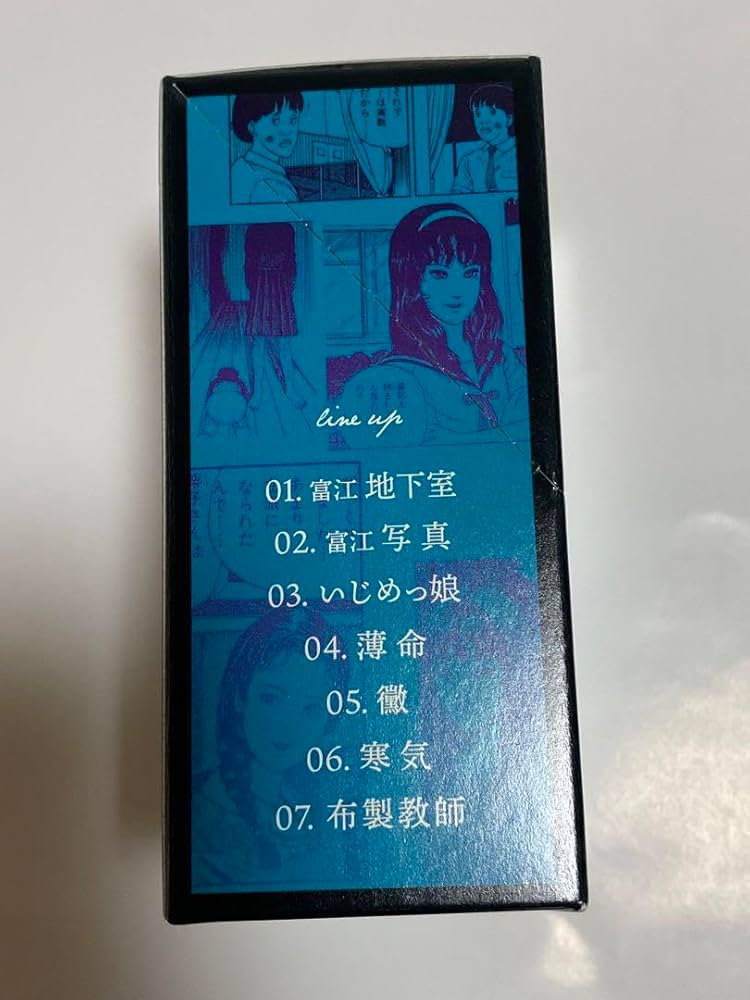 line up
01. 富江 地下室
02. 富江 写真
03. いじめっ娘
04. 薄命
05. 黴
06. 寒気
07. 布製教師